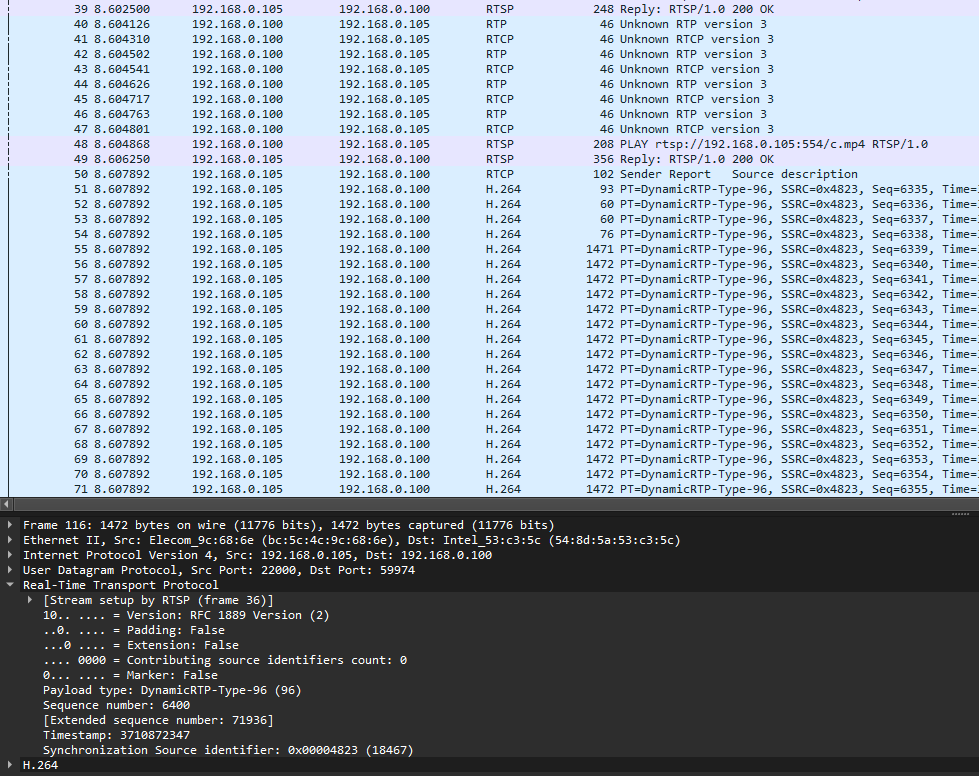 39 8.602500 192.168.0.105 192.168.0.100 RTSP 248 Reply: RTSP/1.0 200 OK
40 8.604126 192.168.0.100 192.168.0.105 RTP 46 Unknown RTP version 3
41 8.604310 192.168.0.100 192.168.0.105 RTCP 46 Unknown RTCP version 3
42 8.604502 192.168.0.100 192.168.0.105 RTP 46 Unknown RTP version 3
43 8.604541 192.168.0.100 192.168.0.105 RTCP 46 Unknown RTCP version 3
44 8.604626 192.168.0.100 192.168.0.105 RTP 46 Unknown RTP version 3
45 8.604717 192.168.0.100 192.168.0.105 RTCP 46 Unknown RTCP version 3
46 8.604763 192.168.0.100 192.168.0.105 RTP 46 Unknown RTP version 3
47 8.604801 192.168.0.100 192.168.0.105 RTCP 46 Unknown RTCP version 3
48 8.604868 192.168.0.100 192.168.0.105 RTSP 208 PLAY rtsp://192.168.0.105:554/c.mp4 RTSP/1.0
49 8.606250 192.168.0.105 192.168.0.100 RTSP 356 Reply: RTSP/1.0 200 OK
50 8.607892 192.168.0.105 192.168.0.100 RTCP 102 Sender Report Source description
51 8.607892 192.168.0.105 192.168.0.100 H.264 93 PT=DynamicRTP-Type-96, SSRC=0x4823, Seq=6335, Time=
52 8.607892 192.168.0.105 192.168.0.100 H.264 60 PT=DynamicRTP-Type-96, SSRC=0x4823, Seq=6336, Time=
53 8.607892 192.168.0.105 192.168.0.100 H.264 60 PT=DynamicRTP-Type-96, SSRC=0x4823, Seq=6337, Time=
54 8.607892 192.168.0.105 192.168.0.100 H.264 76 PT=DynamicRTP-Type-96, SSRC=0x4823, Seq=6338, Time=
55 8.607892 192.168.0.105 192.168.0.100 H.264 1471 PT=DynamicRTP-Type-96, SSRC=0x4823, Seq=6339, Time=
56 8.607892 192.168.0.105 192.168.0.100 H.264 1472 PT=DynamicRTP-Type-96, SSRC=0x4823, Seq=6340, Time=
57 8.607892 192.168.0.105 192.168.0.100 H.264 1472 PT=DynamicRTP-Type-96, SSRC=0x4823, Seq=6341, Time=
58 8.607892 192.168.0.105 192.168.0.100 H.264 1472 PT=DynamicRTP-Type-96, SSRC=0x4823, Seq=6342, Time=
59 8.607892 192.168.0.105 192.168.0.100 H.264 1472 PT=DynamicRTP-Type-96, SSRC=0x4823, Seq=6343, Time=
60 8.607892 192.168.0.105 192.168.0.100 H.264 1472 PT=DynamicRTP-Type-96, SSRC=0x4823, Seq=6344, Time=
61 8.607892 192.168.0.105 192.168.0.100 H.264 1472 PT=DynamicRTP-Type-96, SSRC=0x4823, Seq=6345, Time=
62 8.607892 192.168.0.105 192.168.0.100 H.264 1472 PT=DynamicRTP-Type-96, SSRC=0x4823, Seq=6346, Time=
63 8.607892 192.168.0.105 192.168.0.100 H.264 1472 PT=DynamicRTP-Type-96, SSRC=0x4823, Seq=6347, Time=
64 8.607892 192.168.0.105 192.168.0.100 H.264 1472 PT=DynamicRTP-Type-96, SSRC=0x4823, Seq=6348, Time=
65 8.607892 192.168.0.105 192.168.0.100 H.264 1472 PT=DynamicRTP-Type-96, SSRC=0x4823, Seq=6349, Time=
66 8.607892 192.168.0.105 192.168.0.100 H.264 1472 PT=DynamicRTP-Type-96, SSRC=0x4823, Seq=6350, Time=
67 8.607892 192.168.0.105 192.168.0.100 H.264 1472 PT=DynamicRTP-Type-96, SSRC=0x4823, Seq=6351, Time=
68 8.607892 192.168.0.105 192.168.0.100 H.264 1472 PT=DynamicRTP-Type-96, SSRC=0x4823, Seq=6352, Time=
69 8.607892 192.168.0.105 192.168.0.100 H.264 1472 PT=DynamicRTP-Type-96, SSRC=0x4823, Seq=6353, Time=
70 8.607892 192.168.0.105 192.168.0.100 H.264 1472 PT=DynamicRTP-Type-96, SSRC=0x4823, Seq=6354, Time=
71 8.607892 192.168.0.105 192.168.0.100 H.264 1472 PT=DynamicRTP-Type-96, SSRC=0x4823, Seq=6355, Time=
Frame 116: 1472 bytes on wire (11776 bits), 1472 bytes captured (11776 bits)
Ethernet II, Src: Elecom_9c:68:6e (bc:5c:4c:9c:68:6e), Dst: Intel_53:c3:5c (54:8d:5a:53:c3:5c)
Internet Protocol Version 4, Src: 192.168.0.105, Dst: 192.168.0.100
User Datagram Protocol, Src Port: 22000, Dst Port: 59974
Real-Time Transport Protocol
[Stream setup by RTSP (frame 36)]
10.. .... = Version: RFC 1889 Version (2)
..0. .... = Padding: False
...0 .... = Extension: False
.... 0000 = Contributing source identifiers count: 0
0... .... = Marker: False
Payload type: DynamicRTP-Type-96 (96)
Sequence number: 6400
[Extended sequence number: 71936]
Timestamp: 3710872347
Synchronization Source identifier: 0x00004823 (18467)
H.264